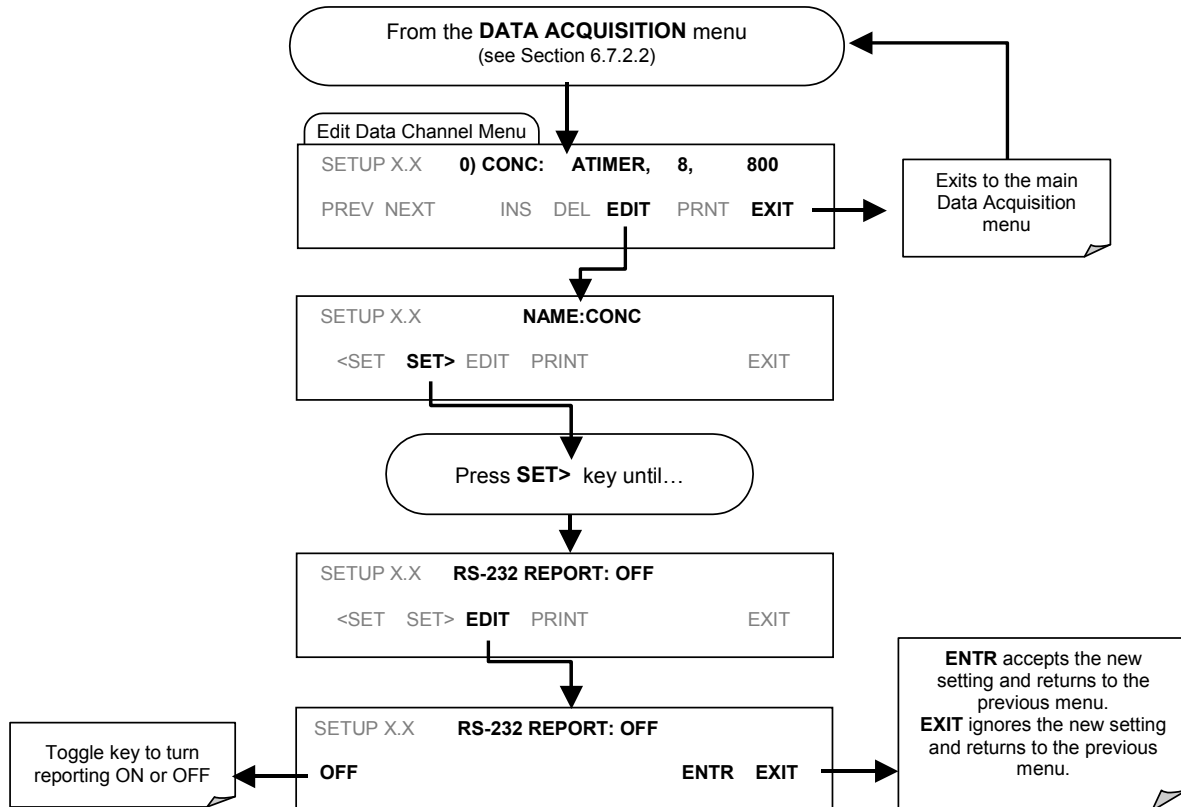 From the DATA ACQUISITION menu
(see Section 6.7.2.2)
Edit Data Channel Menu
SETUP X.X 0) CONC: ATIMER, 8, 800
PREV NEXT INS DEL EDIT PRNT EXIT
Exits to the main
Data Acquisition
menu
SETUP X.X NAME:CONC
<SET SET> EDIT PRINT EXIT
Press SET> key until…
SETUP X.X RS-232 REPORT: OFF
<SET SET> EDIT PRINT EXIT
SETUP X.X RS-232 REPORT: OFF
OFF ENTR EXIT
Toggle key to turn
reporting ON or OFF
ENTR accepts the new
setting and returns to the
previous menu.
EXIT ignores the new setting
and returns to the previous
menu.